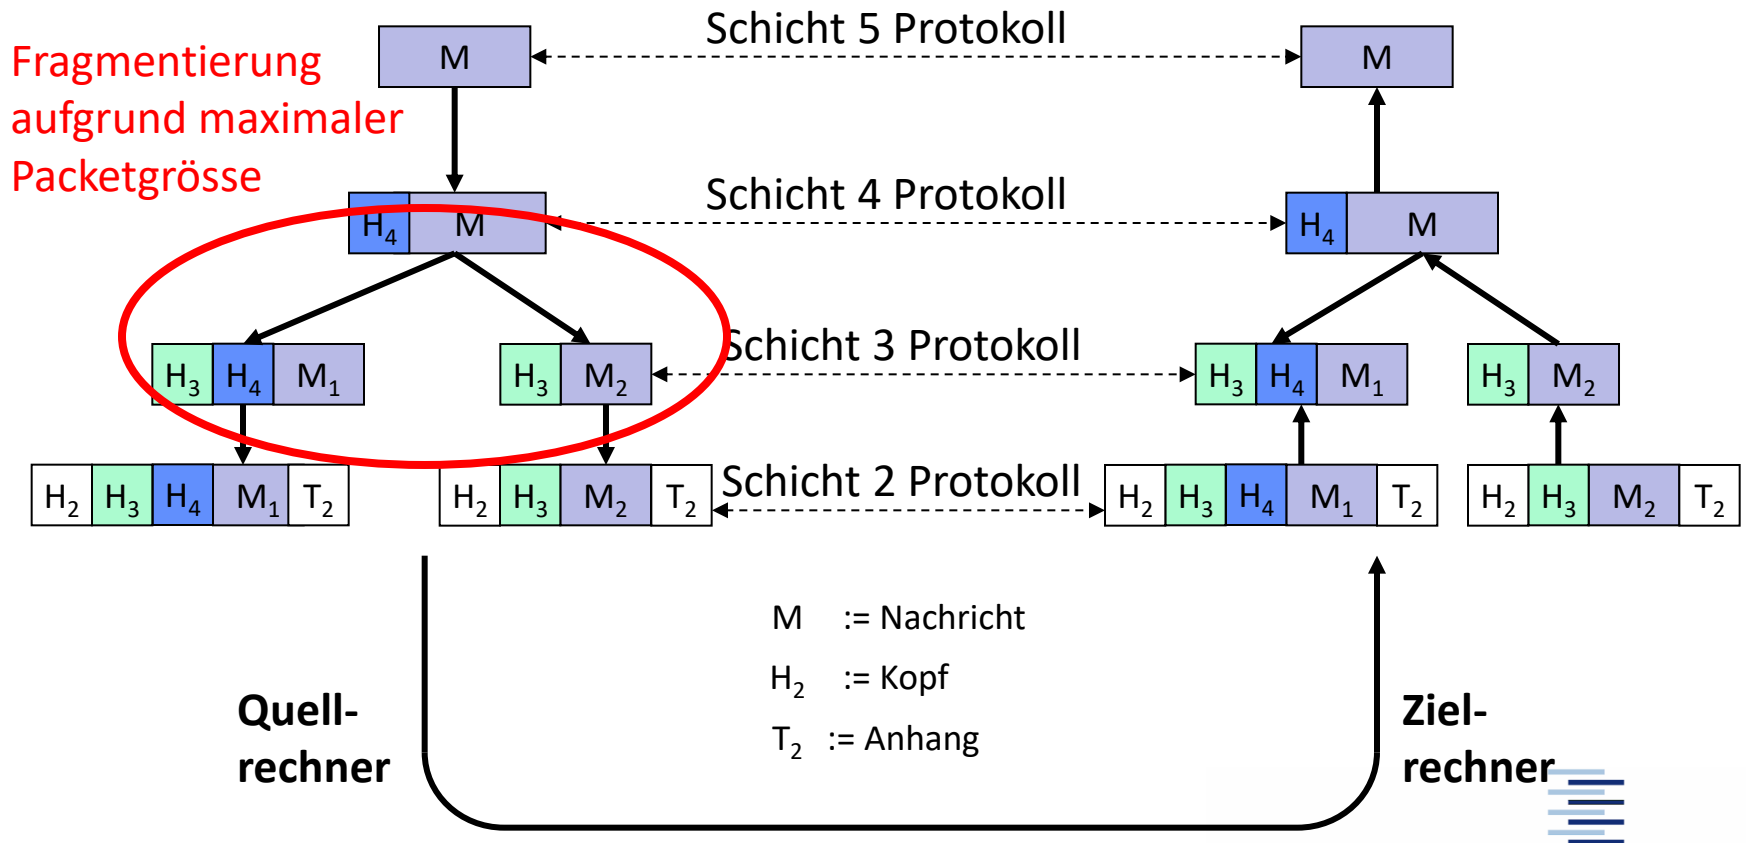 Fragmentierung
aufgrund maximaler
Packetgrösse
M
Schicht 5 Protokoll
M
H4 M
Schicht 4 Protokoll
H4 M
H3 H4 M1
H3 M2
Schicht 3 Protokoll
H3 H4 M1
H3 M2
H2 H3 H4 M1 T2
H2 H3 M2 T2
Schicht 2 Protokoll
H2 H3 H4 M1 T2
H2 H3 M2 T2
M := Nachricht
H2 := Kopf
T2 := Anhang
Quell-
rechner
Ziel-
rechner